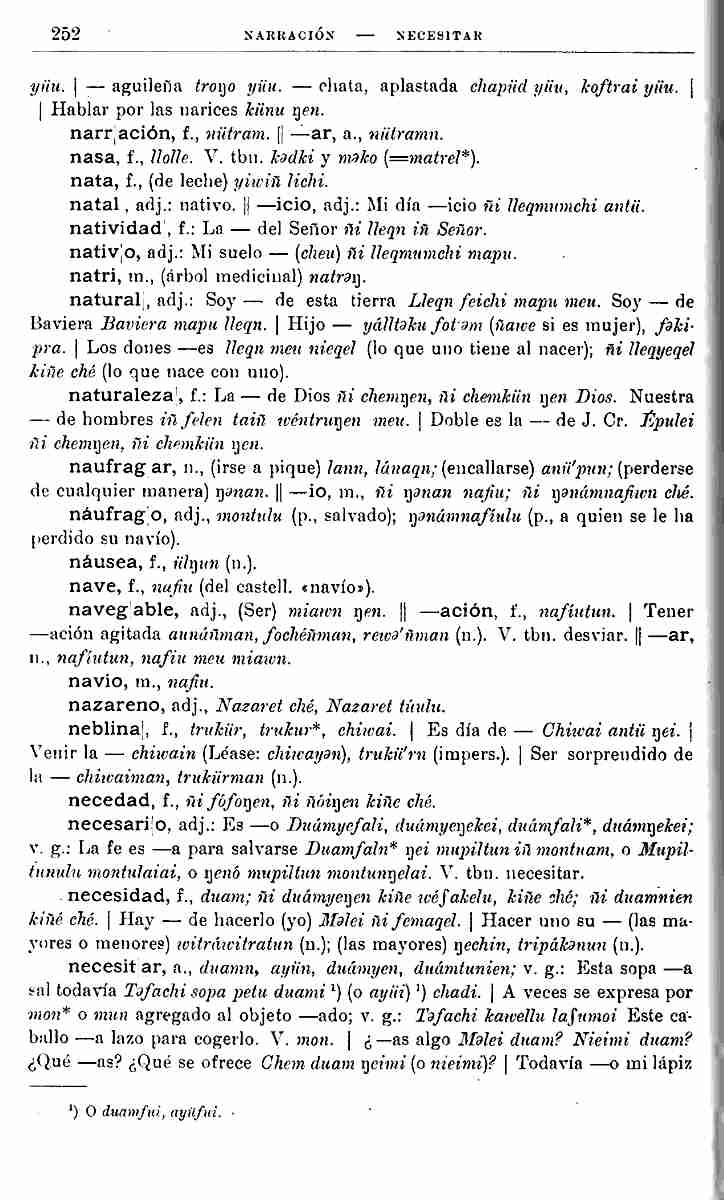 252 NARRACIÓN — NECESITAR
yüu. | — aguileña troŋo yüu. — chata, aplastada chapüd yüu, koftrai yüu. |
| Hablar por las narices künu ŋen.
narr|ación, f., nütram. || —ar, a., nütramn.
nasa, f., llolle. V. tbn. kədki y məko (=matrel*).
nata, f., (de leche) yiwiñ lichi.
natal, adj.: nativo. || —icio, adj.: Mi día —icio ñi lleqmumchi antü.
natividad, f.: La — del Señor ñi lleqn iñ Señor.
nativ|o, adj.: Mi suelo — (cheu) ñi lleqmumchi mapu.
natri, m., (árbol medicinal) natrəŋ.
natural|, adj.: Soy — de esta tierra Lleqn feichi mapu meu. Soy — de
Baviera Baviera mapu lleqn. | Hijo — yálltəku fotəm (ñawe si es mujer), fəki-
pra. | Los dones —es lleqn meu nieqel (lo que uno tiene al nacer); ñi lleqyeqel
kiñe ché (lo que nace con uno).
naturaleza|, f.: La — de Dios ñi chemŋen, ñi chemkün ŋen Dios. Nuestra
— de hombres iñ felen taiñ wéntruŋen meu. | Doble es la — de J. Cr. Épulei
ñi chemŋen, ñi chemkün ŋen.
naufrag|ar, n., (irse a pique) lann, lánaqn; (encallarse) anü'pun; (perderse
de cualquier manera) ŋənan. || —io, m., ñi ŋənan nafiu; ñi ŋənámnafiwn ché.
náufrag|o, adj., montulu (p., salvado); ŋənámnafíulu (p., a quien se le ha
perdido su navío).
náusea, f., ülŋun (n.).
nave, f., nafiu (del castell. «navío»).
naveg|able, adj., (Ser) miawn ŋen. || —ación, f., nafíutun. | Tener
—ación agitada aunúñman, fochéñman, rewə'ñman (n.). V. tbn. desviar. || —ar,
n., nafíutun, nafiu meu miawn.
navio, m., nafiu.
nazareno, adj., Nazaret ché, Nazaret túulu.
neblina|, f., trukür, trukur*, chiwai. | Es día de — Chiwai antü ŋei. |
Venir la — chiwain (Léase: chiwayən), trukü'rn (impers.). | Ser sorprendido de
la — chiwaiman, trukürman (n.).
necedad, f., ñi fófoŋen, ñi ñóiŋen kiñe ché.
necesari|o, adj.: Es —o Duámyefali, duámyeŋekei, duámfali*, duámŋekei;
v. g.: La fe es —a para salvarse Duamfaln* ŋei mupiltun iñ montuam, o Mupil-
tunulu montulaiai, o ŋenó mupiltun montunŋelai. V. tbn. necesitar.
necesidad, f., duam; ñi duámyeŋen kiñe wéfakelu, kiñe ché; ñi duamnien
kiñé ché. | Hay — de hacerlo (yo) Məlei ñi femaqel. | Hacer uno su — (las ma-
yores o menores) witráwitratun (n.); (las mayores) ŋechin, tripákənun (n.).
necesit|ar, a., duamn, ayün, duámyen, duámtunien; v. g.: Esta sopa —a
sal todavía Təfachi sopa petu duami ¹) (o ayüi) ¹) chadi. | A veces se expresa por
mon* o mun agregado al objeto —ado; v. g.: Təfachi kawellu lafumoi Este ca-
ballo —a lazo para cogerlo. V. mon. | ¿—as algo Məlei duam? Nieimi duam?
¿Qué —as? ¿Qué se ofrece Chem duam ŋeimi (o nieimi)? | Todavía —o mi lápiz
¹) O duamfui, ayüfui.